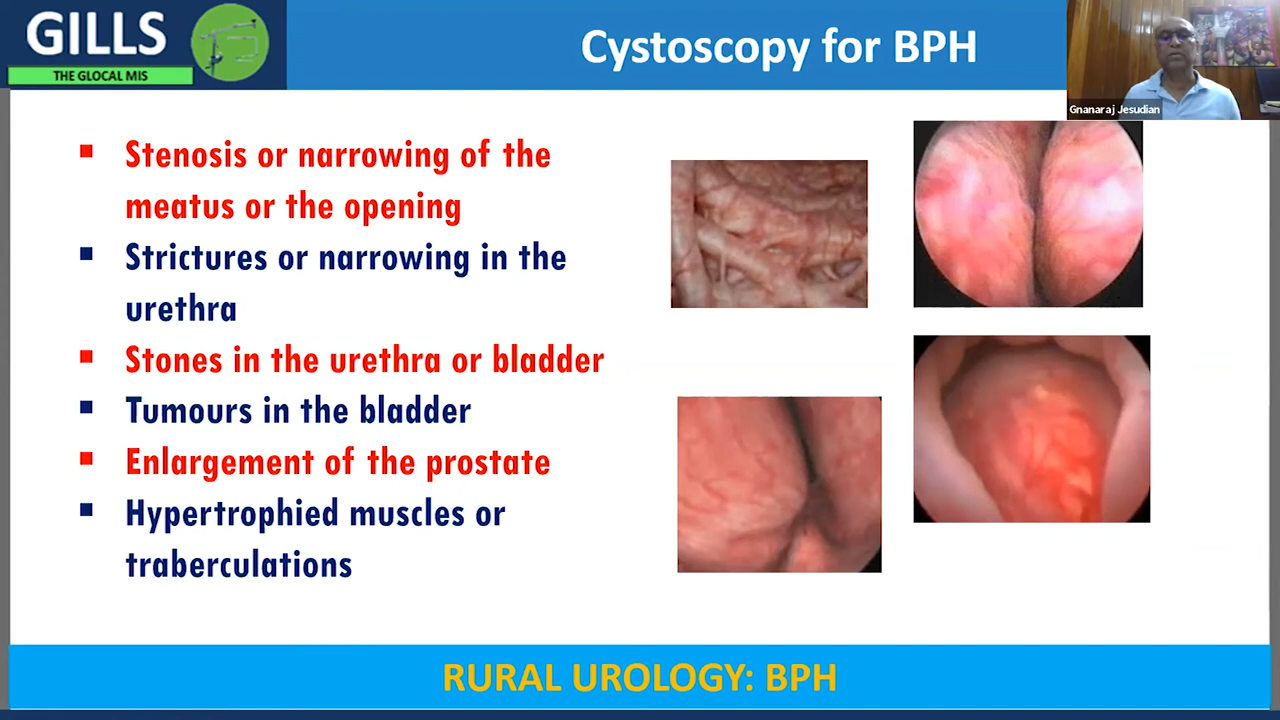 GILLS
THE GLOCAL MIS
Cystoscopy for BPH
Gnanaraj Jesudian
▪ Stenosis or narrowing of the
meatus or the opening
▪ Strictures or narrowing in the
urethra
▪ Stones in the urethra or bladder
▪ Tumours in the bladder
▪ Enlargement of the prostate
▪ Hypertrophied muscles or
traberculations
RURAL UROLOGY: BPH